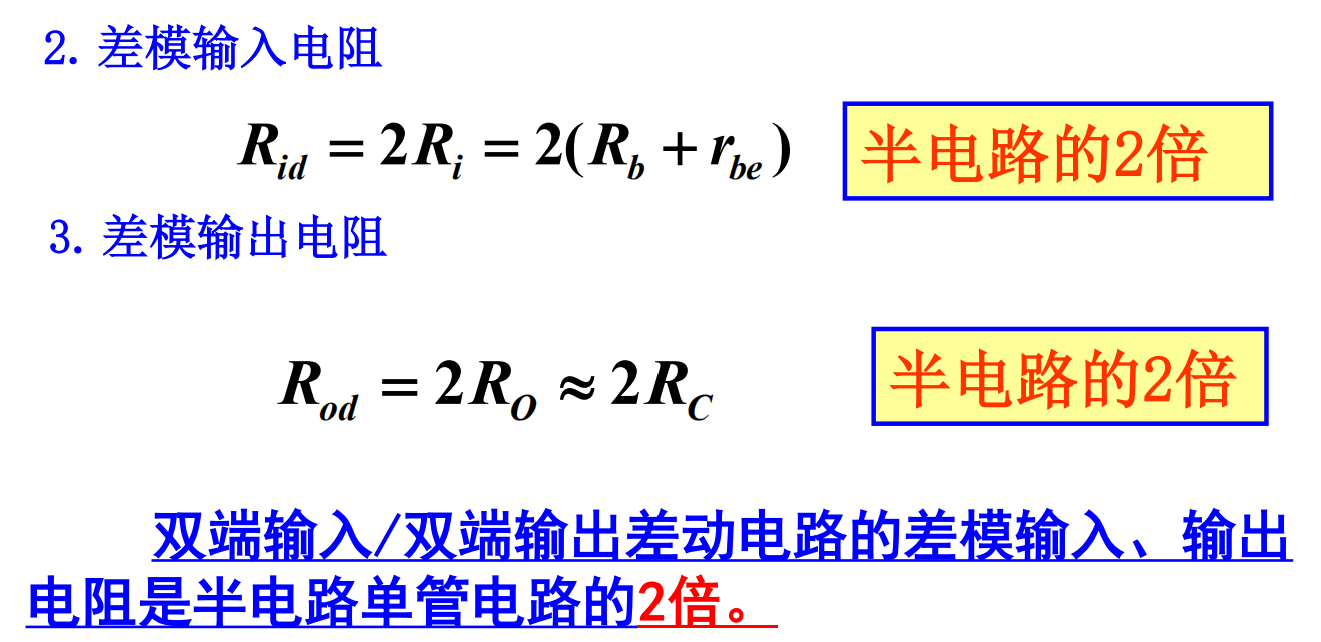 2. 差模输入电阻
R_{id} = 2R_i = 2(R_b + r_{be}) 半电路的2倍
3. 差模输出电阻
R_{od} = 2R_O ≈ 2R_C 半电路的2倍
双端输入/双端输出差动电路的差模输入、输出
电阻是半电路单管电路的2倍。